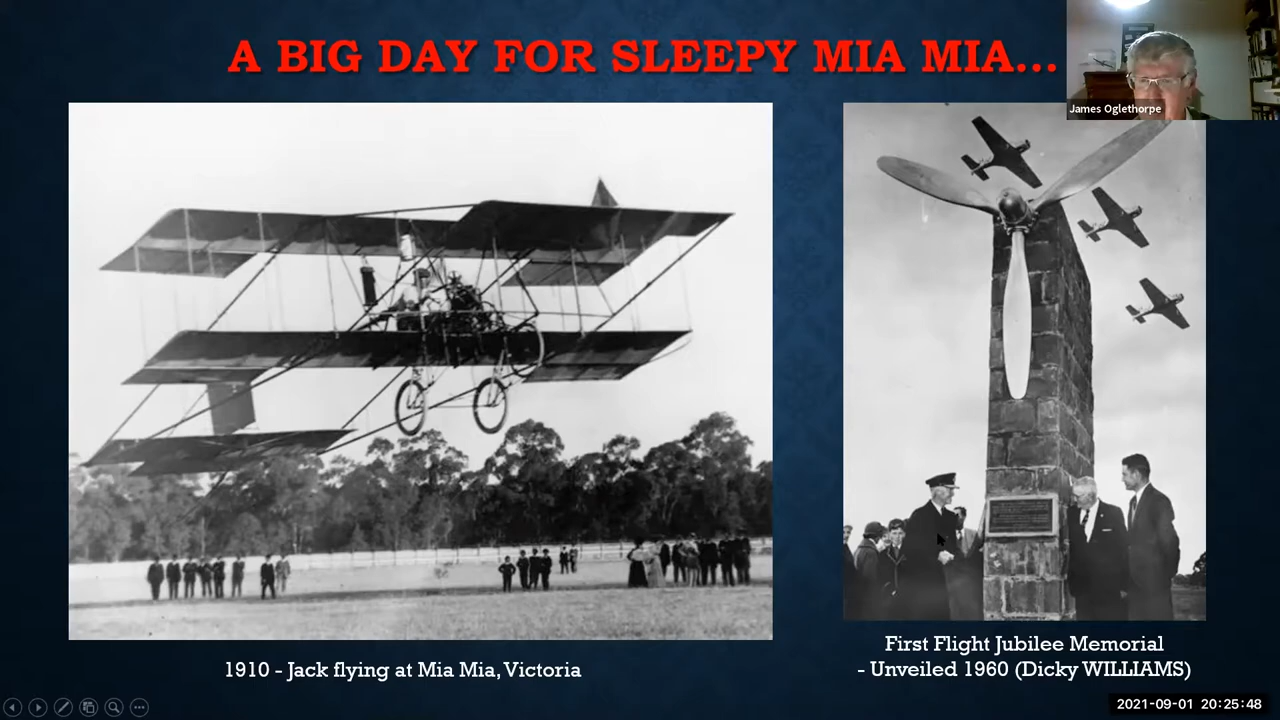 A BIG DAY FOR SLEEPY MIA MIA...
James Oglethorpe
1910 - Jack flying at Mia Mia, Victoria
First Flight Jubilee Memorial
- Unveiled 1960 (Dicky WILLIAMS)
2021-09-01 20:25:48